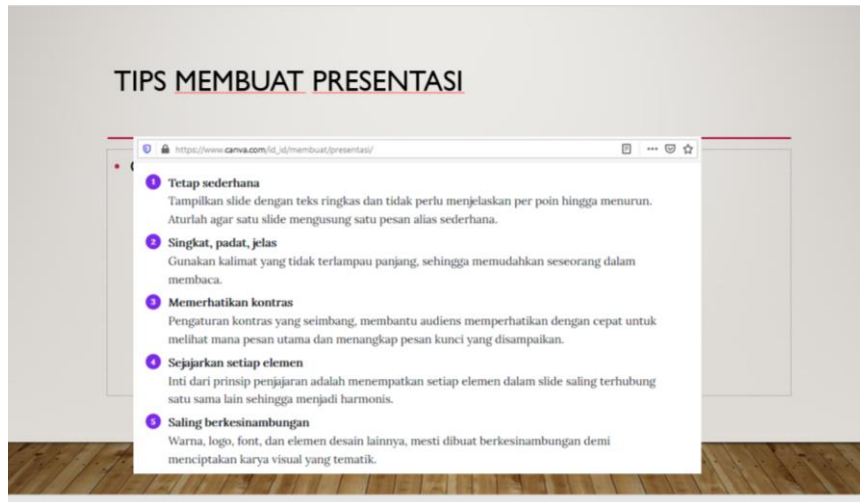 TIPS MEMBUAT PRESENTASI
https://www.canva.com/id_id/membuat/presentasi/
1 Tetap sederhana
Tampilkan slide dengan teks ringkas dan tidak perlu menjelaskan per poin hingga menurun.
Aturlah agar satu slide mengusung satu pesan alias sederhana.
2 Singkat, padat, jelas
Gunakan kalimat yang tidak terlampau panjang, sehingga memudahkan seseorang dalam
membaca.
3 Memerhatikan kontras
Pengaturan kontras yang seimbang, membantu audiens memperhatikan dengan cepat untuk
melihat mana pesan utama dan menangkap pesan kunci yang disampaikan.
4 Sejajarkan setiap elemen
Inti dari prinsip penjajaran adalah menempatkan setiap elemen dalam slide saling terhubung
satu sama lain sehingga menjadi harmonis.
5 Saling berkesinambungan
Warna, logo, font, dan elemen desain lainnya, mesti dibuat berkesinambungan demi
menciptakan karya visual yang tematik.